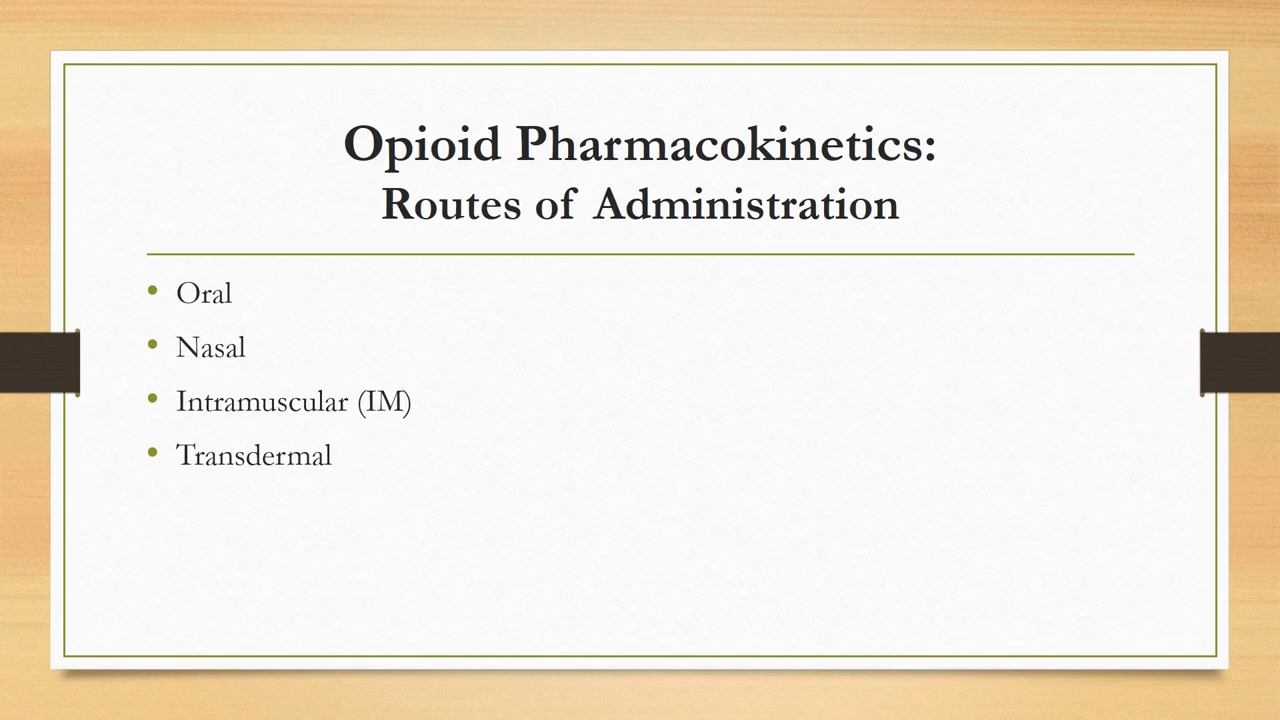 Opioid Pharmacokinetics:
Routes of Administration
• Oral
• Nasal
• Intramuscular (IM)
• Transdermal